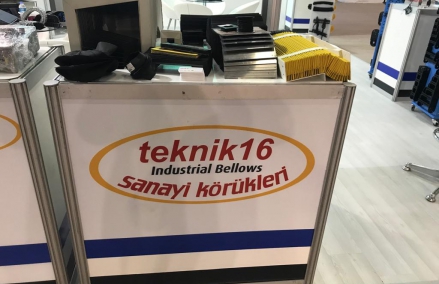 teknik16
Industrial Bellows
sanayi körükleri